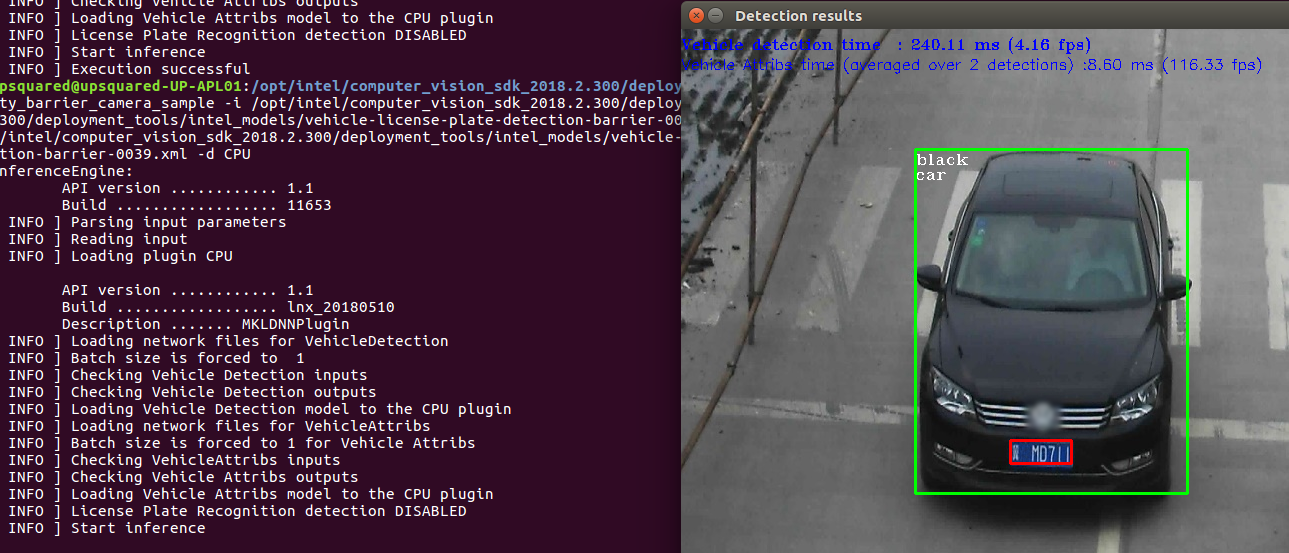 INFO ] Checking Vehicle Attribs outputs
INFO ] Loading Vehicle Attribs model to the CPU plugin
INFO ] License Plate Recognition detection DISABLED
INFO ] Start inference
INFO ] Execution successful
psquared@upsquared-UP-APL01:/opt/intel/computer_vision_sdk_2018.2.300/deploy
ty_barrier_camera_sample -i /opt/intel/computer_vision_sdk_2018.2.300/deploy
300/deployment_tools/intel_models/vehicle-license-plate-detection-barrier-00
/intel/computer_vision_sdk_2018.2.300/deployment_tools/intel_models/vehicle-
tion-barrier-0039.xml -d CPU
nferenceEngine:
API version ............ 1.1
Build .................. 11653
INFO ] Parsing input parameters
INFO ] Reading input
INFO ] Loading plugin CPU
API version ............ 1.1
Build .................. lnx_20180510
Description ....... MKLDNNPlugin
INFO ] Loading network files for VehicleDetection
INFO ] Batch size is forced to  1
INFO ] Checking Vehicle Detection inputs
INFO ] Checking Vehicle Detection outputs
INFO ] Loading Vehicle Detection model to the CPU plugin
INFO ] Loading network files for VehicleAttribs
INFO ] Batch size is forced to 1 for Vehicle Attribs
INFO ] Checking VehicleAttribs inputs
INFO ] Checking Vehicle Attribs outputs
INFO ] Loading Vehicle Attribs model to the CPU plugin
INFO ] License Plate Recognition detection DISABLED
INFO ] Start inference
Detection results
Vehicle detection time  : 240.11 ms (4.16 fps)
Vehicle Attribs time (averaged over 2 detections) :8.60 ms (116.33 fps)
black
car
MD711